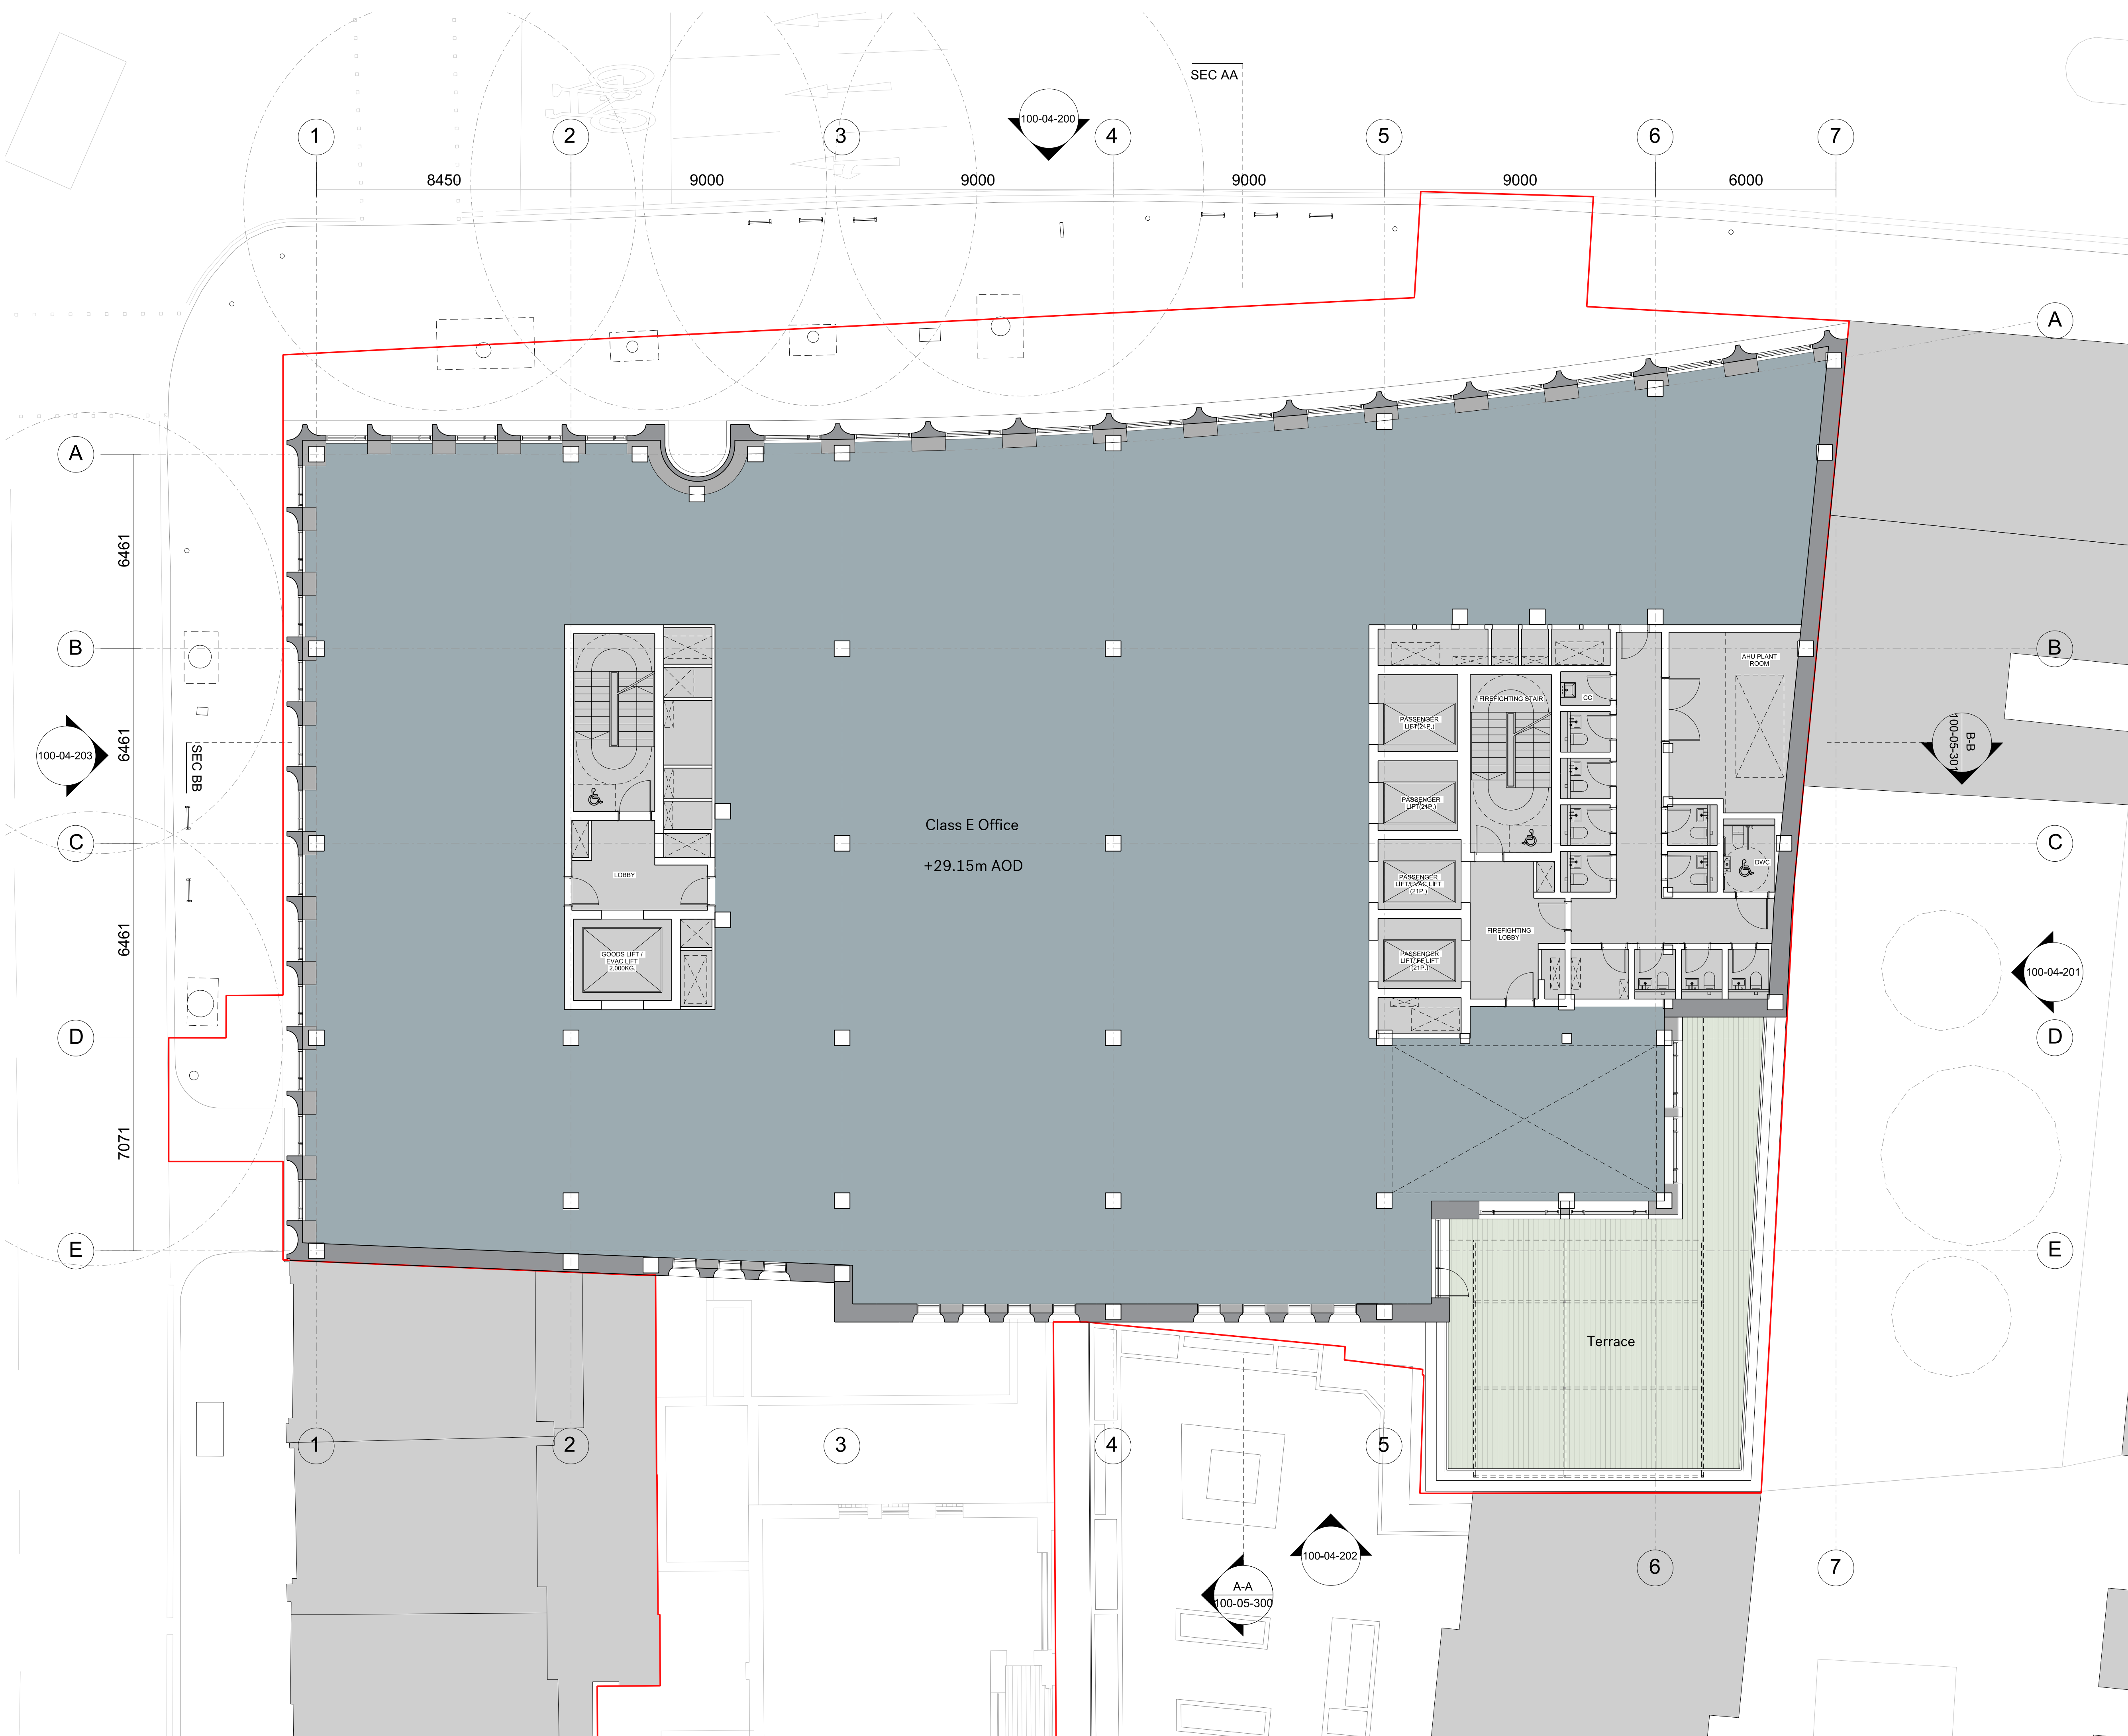 SEC AA
100-04-200
1
2
3
4
5
6
7
8450
9000
9000
9000
9000
6000
A
A
6461
B
AHU PLANT
ROOM
B
FIREFIGHTING STAIR
CC
PASSENGER
LIFT(21P.)
6461
100-04-203
SEC BB
B-B
100-05-301
PASSENGER
LIFT(21P.)
Class E Office
+29.15m AOD
C
C
LOBBY
PASSENGER
LIFT/EVAC LIFT
(21P.)
DWC
6461
FIREFIGHTING
LOBBY
GOODS LIFT /
EVAC LIFT
2,000KG.
PASSENGER
LIFT/ FF LIFT
(21P.)
100-04-201
D
D
7071
E
E
Terrace
1
2
3
4
5
6
7
100-04-202
A-A
100-05-300